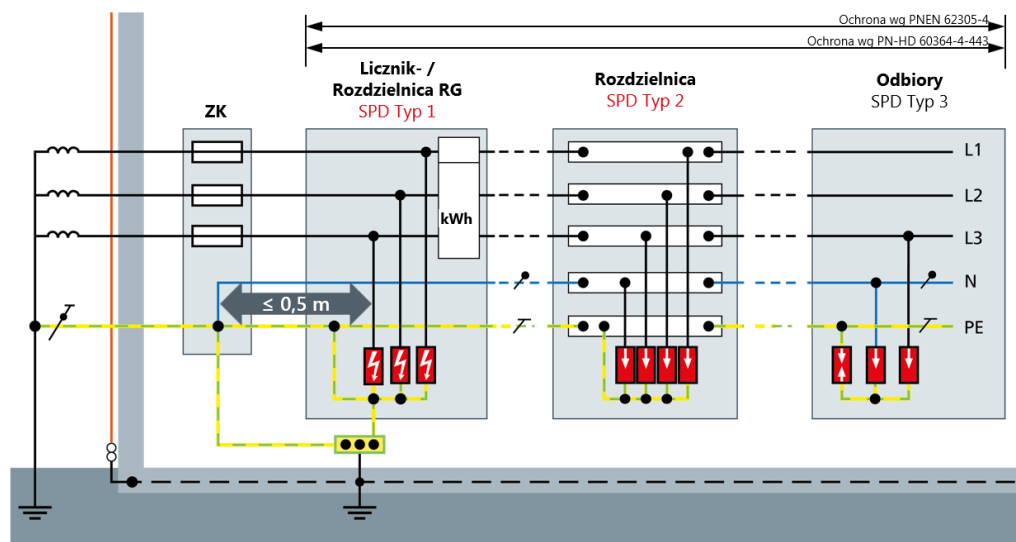 Ochrona wg PNEN 62305-4
Ochrona wg PN-HD 60364-4-443
Licznik- /
Rozdzielnica RG
SPD Typ 1
Rozdzielnica
SPD Typ 2
Odbiory
SPD Typ 3
ZK
L1
L2
kWh
L3
N
≤ 0,5 m
PE